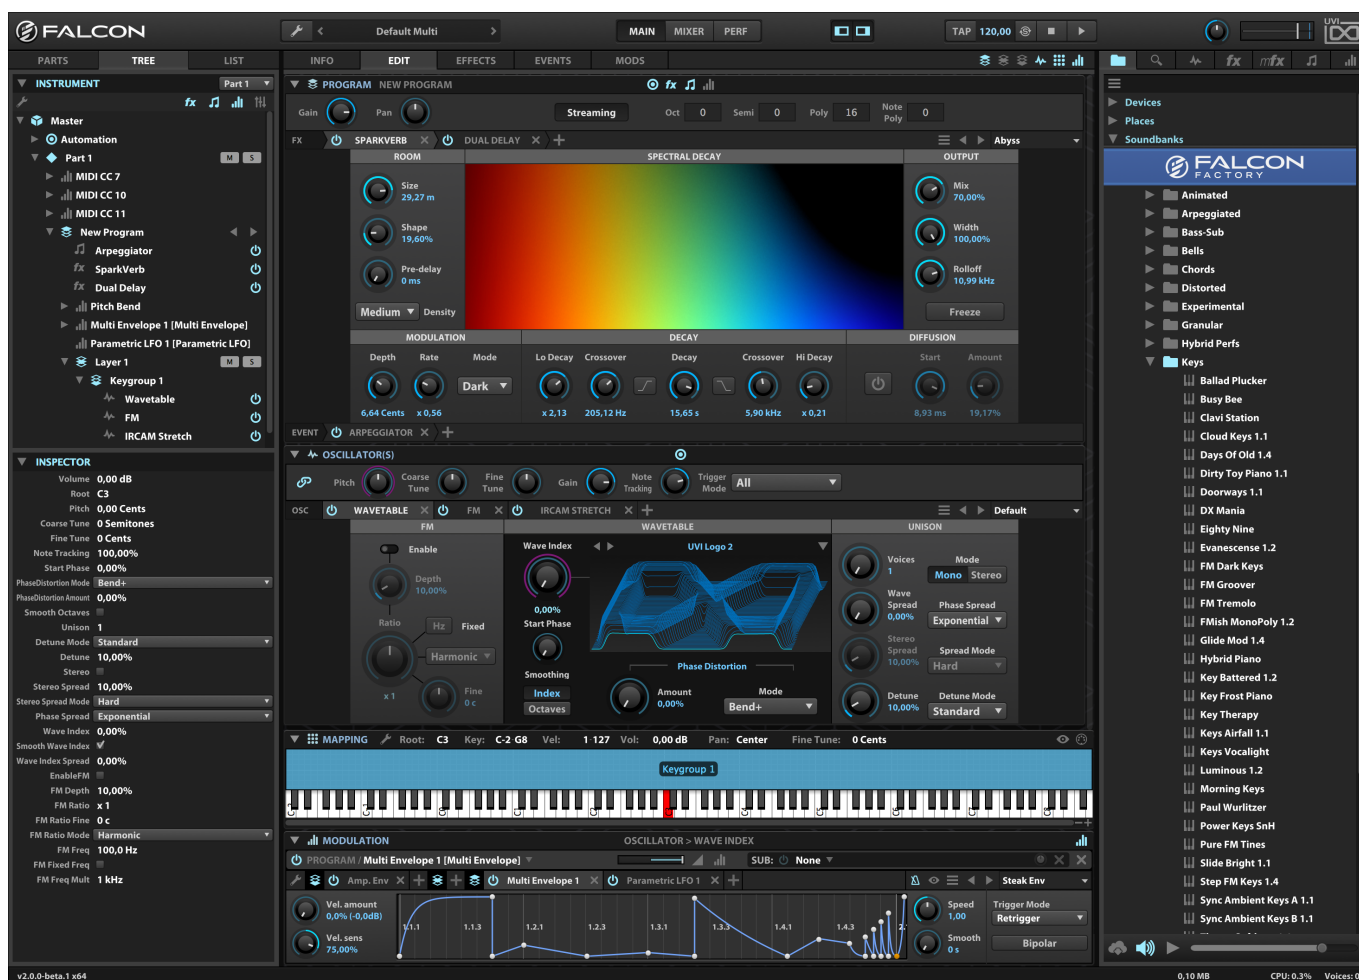 FALCON
Default Multi
MAIN MIXER PERF
TAP 120,00
UVI
PARTS TREE LIST
INSTRUMENT Part 1
Master
Automation
Part 1 M S
MIDI CC 7
MIDI CC 10
MIDI CC 11
New Program
Arpeggiator
fx SparkVerb
fx Dual Delay
Pitch Bend
Multi Envelope 1 [Multi Envelope]
Parametric LFO 1 [Parametric LFO]
Layer 1 M S
Keygroup 1
Wavetable
FM
IRCAM Stretch
INSPECTOR
Volume 0,00 dB
Root C3
Pitch 0,00 Cents
Coarse Tune 0 Semitones
Fine Tune 0 Cents
Note Tracking 100,00%
Start Phase 0,00%
PhaseDistortion Mode Bend+
PhaseDistortion Amount 0,00%
Smooth Octaves
Unison 1
Detune Mode Standard
Detune 10,00%
Stereo
Stereo Spread 10,00%
Stereo Spread Mode Hard
Phase Spread Exponential
Wave Index 0,00%
Smooth Wave Index
Wave Index Spread 0,00%
EnableFM
FM Depth 10,00%
FM Ratio x 1
FM Ratio Fine 0 c
FM Ratio Mode Harmonic
FM Freq 100,0 Hz
FM Fixed Freq
FM Freq Mult 1 kHz
v2.0.0-beta.1 x64
INFO EDIT EFFECTS EVENTS MODS
PROGRAM NEW PROGRAM fx
Gain Pan Streaming Oct 0 Semi 0 Poly 16 Note Poly 0
FX SPARKVERB DUAL DELAY Abyss
ROOM SPECTRAL DECAY OUTPUT
Size
29,27 m
Shape
19,60%
Pre-delay
0 ms
Medium Density
Mix
70,00%
Width
100,00%
Rolloff
10,99 kHz
Freeze
MODULATION DECAY DIFFUSION
Depth Rate Mode Lo Decay Crossover Decay Crossover Hi Decay Start Amount
Dark
6,64 Cents x 0,56 x 2,13 205,12 Hz 15,65 s 5,90 kHz x 0,21 8,93 ms 19,17%
EVENT ARPEGGIATOR
OSCILLATOR(S)
Pitch Coarse Tune Fine Tune Gain Note Tracking Trigger Mode All
OSC WAVETABLE FM IRCAM STRETCH Default
FM WAVETABLE UNISON
Enable
Depth
10,00%
Ratio
Hz Fixed
Harmonic
x 1
Fine
0 c
Wave Index UVI Logo 2
0,00%
Start Phase
Smoothing
Index
Octaves
Phase Distortion
Amount
0,00%
Mode
Bend+
Voices
1
Mode
Mono Stereo
Wave Spread
0,00%
Phase Spread
Exponential
Stereo Spread
10,00%
Spread Mode
Hard
Detune
10,00%
Detune Mode
Standard
MAPPING Root: C3 Key: C-2 G8 Vel: 1 127 Vol: 0,00 dB Pan: Center Fine Tune: 0 Cents
Keygroup 1
C-2 C-1 C0 C1 C2 C3 C4 C5 C6 C7 C8
MODULATION OSCILLATOR > WAVE INDEX
PROGRAM / Multi Envelope 1 [Multi Envelope] SUB: None
Amp. Env Multi Envelope 1 Parametric LFO 1 Steak Env
Vel. amount
0,0% (-0,0dB)
Vel. sens
75,00%
1.1.1 1.1.3 1.2.1 1.2.3 1.3.1 1.3.3 1.4.1 1.4.3 2.
Speed
1,00
Smooth
0 s
Trigger Mode
Retrigger
Bipolar
fx mfx
Devices
Places
Soundbanks
FALCON
FACTORY
Animated
Arpeggiated
Bass-Sub
Bells
Chords
Distorted
Experimental
Granular
Hybrid Perfs
Keys
Ballad Plucker
Busy Bee
Clavi Station
Cloud Keys 1.1
Days Of Old 1.4
Dirty Toy Piano 1.1
Doorways 1.1
DX Mania
Eighty Nine
Evanescense 1.2
FM Dark Keys
FM Groover
FM Tremolo
FMish MonoPoly 1.2
Glide Mod 1.4
Hybrid Piano
Key Battered 1.2
Key Frost Piano
Key Therapy
Keys Airfall 1.1
Keys Vocalight
Luminous 1.2
Morning Keys
Paul Wurlitzer
Power Keys SnH
Pure FM Tines
Slide Bright 1.1
Step FM Keys 1.4
Sync Ambient Keys A 1.1
Sync Ambient Keys B 1.1
0,10 MB CPU: 0.3% Voices: 0